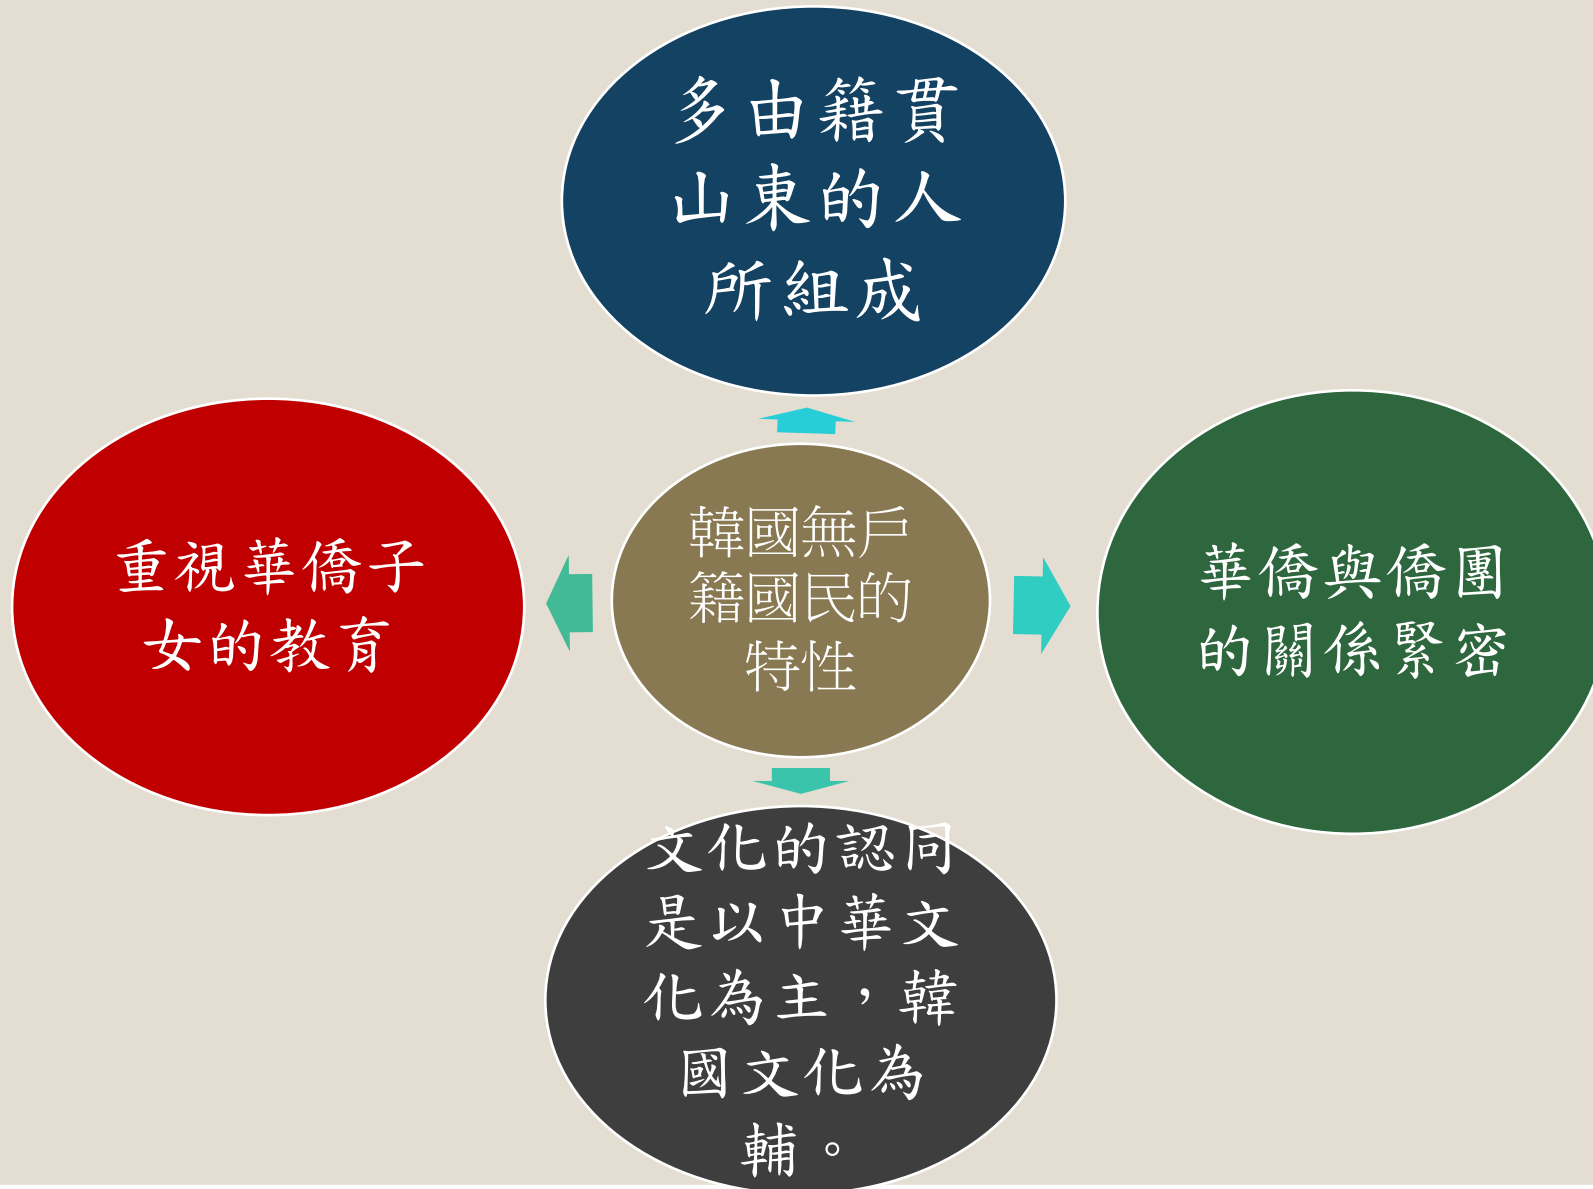 多由籍貫
山東的人
所組成
重視華僑子
女的教育
韓國無戶
籍國民的
特性
華僑與僑團
的關係緊密
文化的認同
是以中華文
化為主，韓
國文化為
輔。